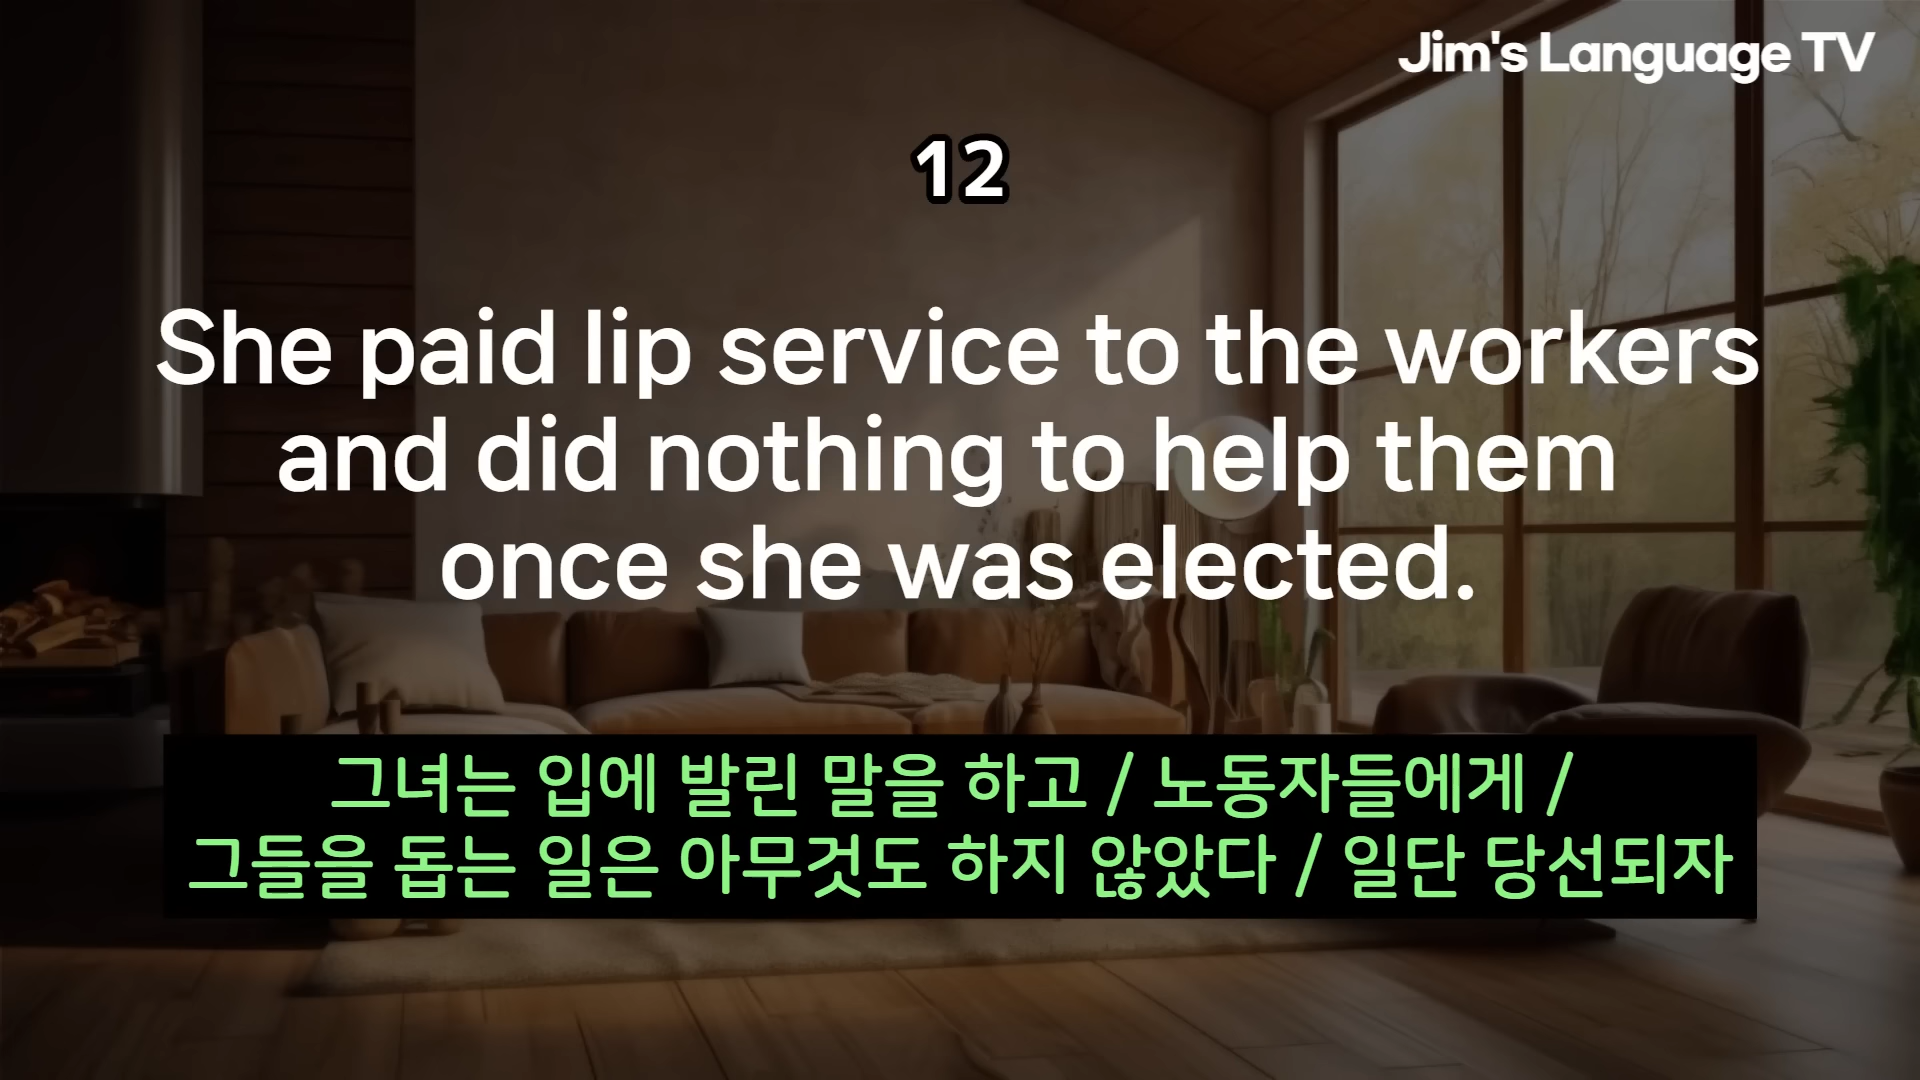 Jim's Language TV
12
She paid lip service to the workers
and did nothing to help them
once she was elected.
그녀는 입에 발린 말을 하고 / 노동자들에게 /
그들을 돕는 일은 아무것도 하지 않았다 / 일단 당선되자